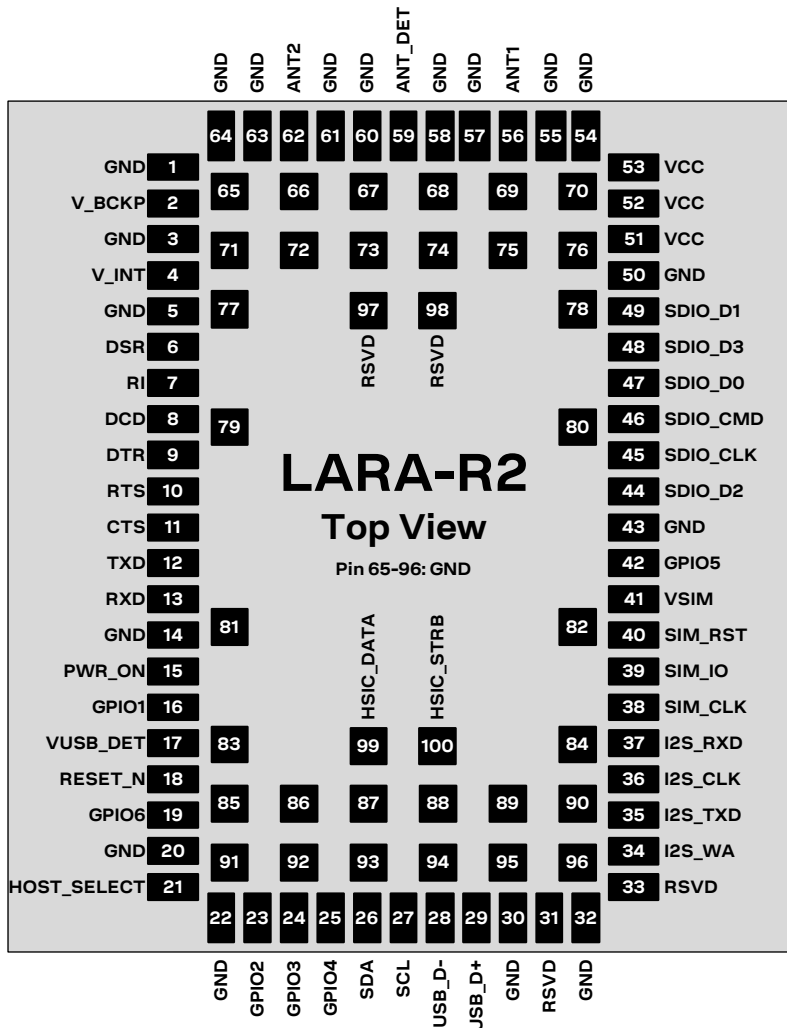 GND
GND
ANT2
GND
GND
ANT_DET
GND
GND
ANT1
GND
GND
64 63 62 61 60 59 58 57 56 55 54
GND 1
V_BCKP 2
GND 3
V_INT 4
GND 5
DSR 6
RI 7
DCD 8
DTR 9
RTS 10
CTS 11
TXD 12
RXD 13
GND 14
PWR_ON 15
GPIO1 16
VUSB_DET 17
RESET_N 18
GPIO6 19
GND 20
HOST_SELECT 21
65 66 67 68 69 70
71 72 73 74 75 76
77 97 98 78
RSVD
RSVD
79 80
LARA-R2
Top View
Pin 65-96: GND
81 82
HSIC_DATA
HSIC_STRB
83 99 100 84
85 86 87 88 89 90
91 92 93 94 95 96
53 VCC
52 VCC
51 VCC
50 GND
49 SDIO_D1
48 SDIO_D3
47 SDIO_D0
46 SDIO_CMD
45 SDIO_CLK
44 SDIO_D2
43 GND
42 GPIO5
41 VSIM
40 SIM_RST
39 SIM_IO
38 SIM_CLK
37 I2S_RXD
36 I2S_CLK
35 I2S_TXD
34 I2S_WA
33 RSVD
22 23 24 25 26 27 28 29 30 31 32
GND
GPIO2
GPIO3
GPIO4
SDA
SCL
USB_D-
USB_D+
GND
RSVD
GND